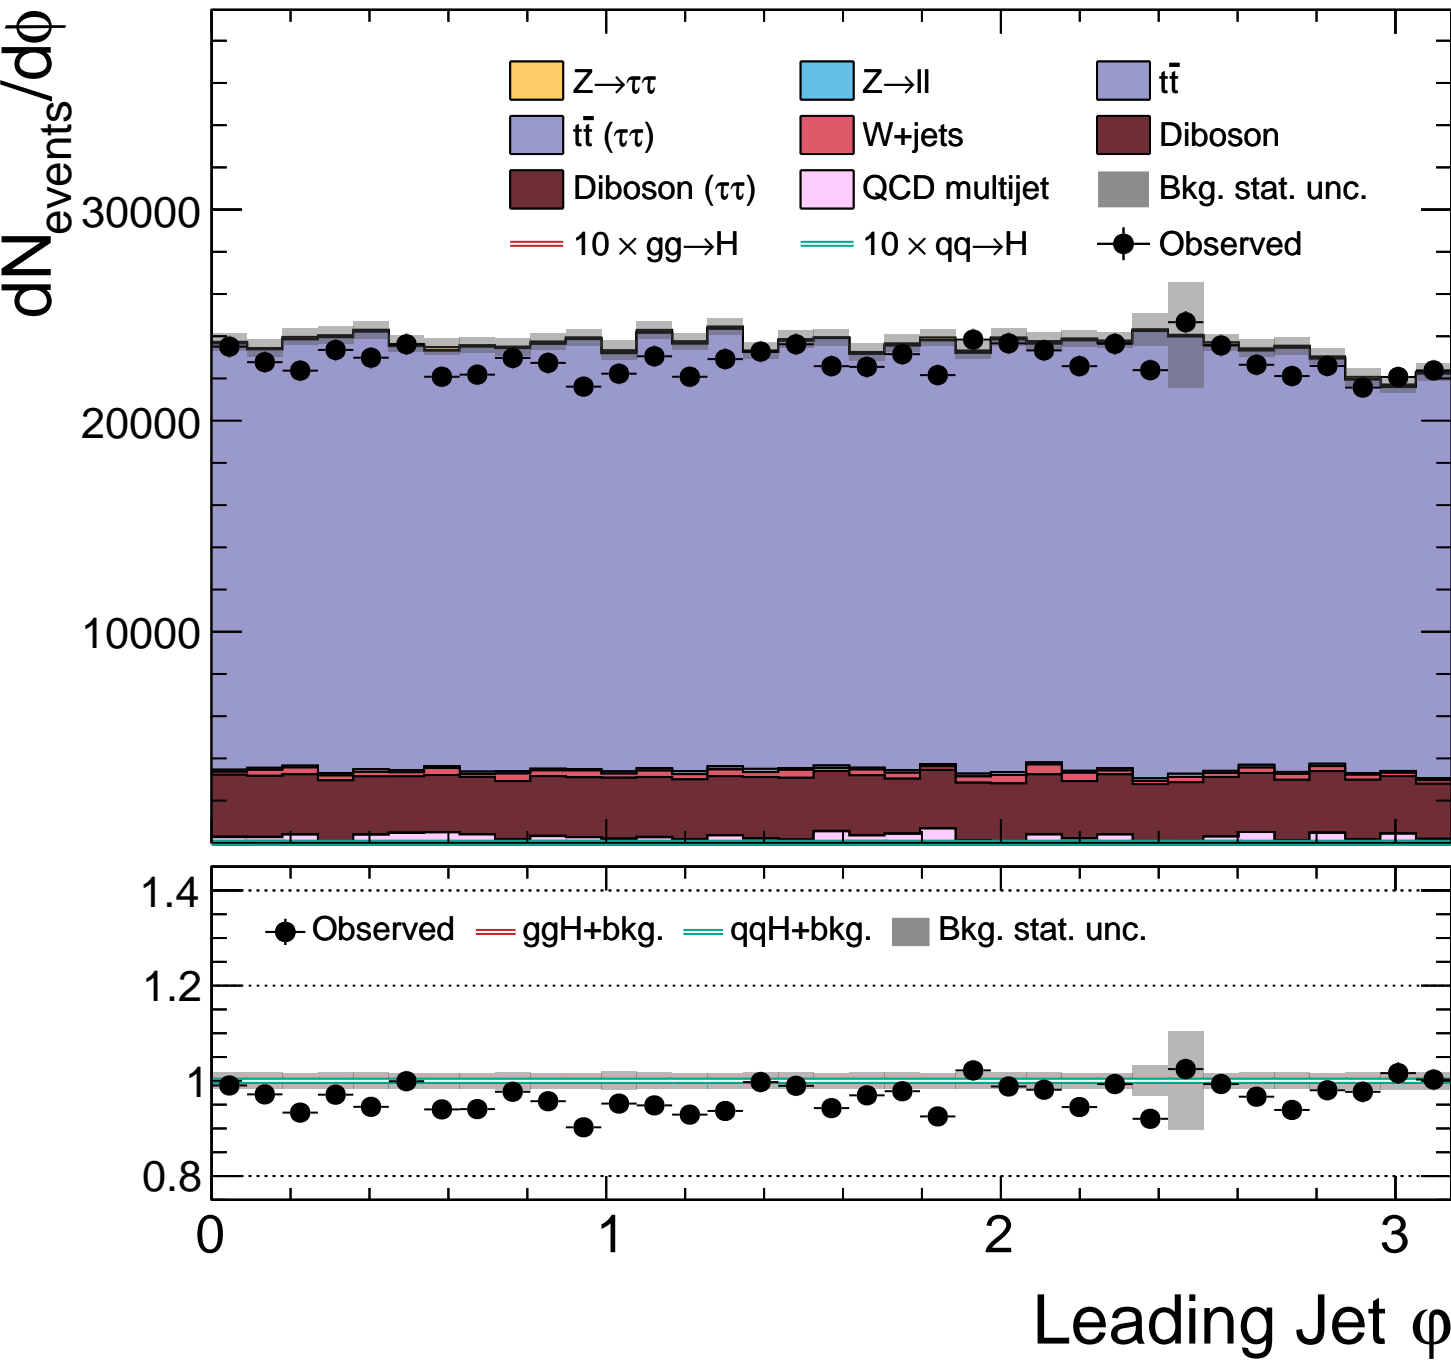 dN_events/dϕ
Z→ττ Z→ll tt̄
tt̄ (ττ) W+jets Diboson
Diboson (ττ) QCD multijet Bkg. stat. unc.
10 × gg→H 10 × qq→H Observed
30000
20000
10000
1.4
Observed ggH+bkg. qqH+bkg. Bkg. stat. unc.
1.2
1
0.8
0 1 2 3
Leading Jet φ